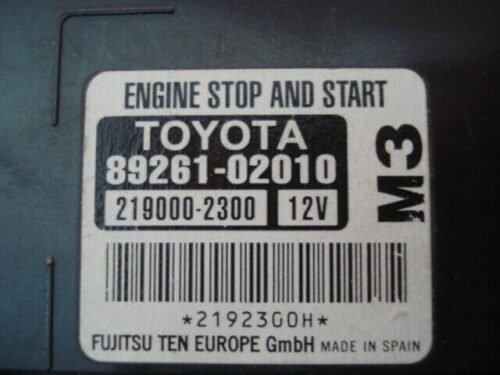 ENGINE STOP AND START
TOYOTA
89261-02010
219000-2300 12V
M3
*2192300H*
FUJITSU TEN EUROPE GmbH MADE IN SPAIN